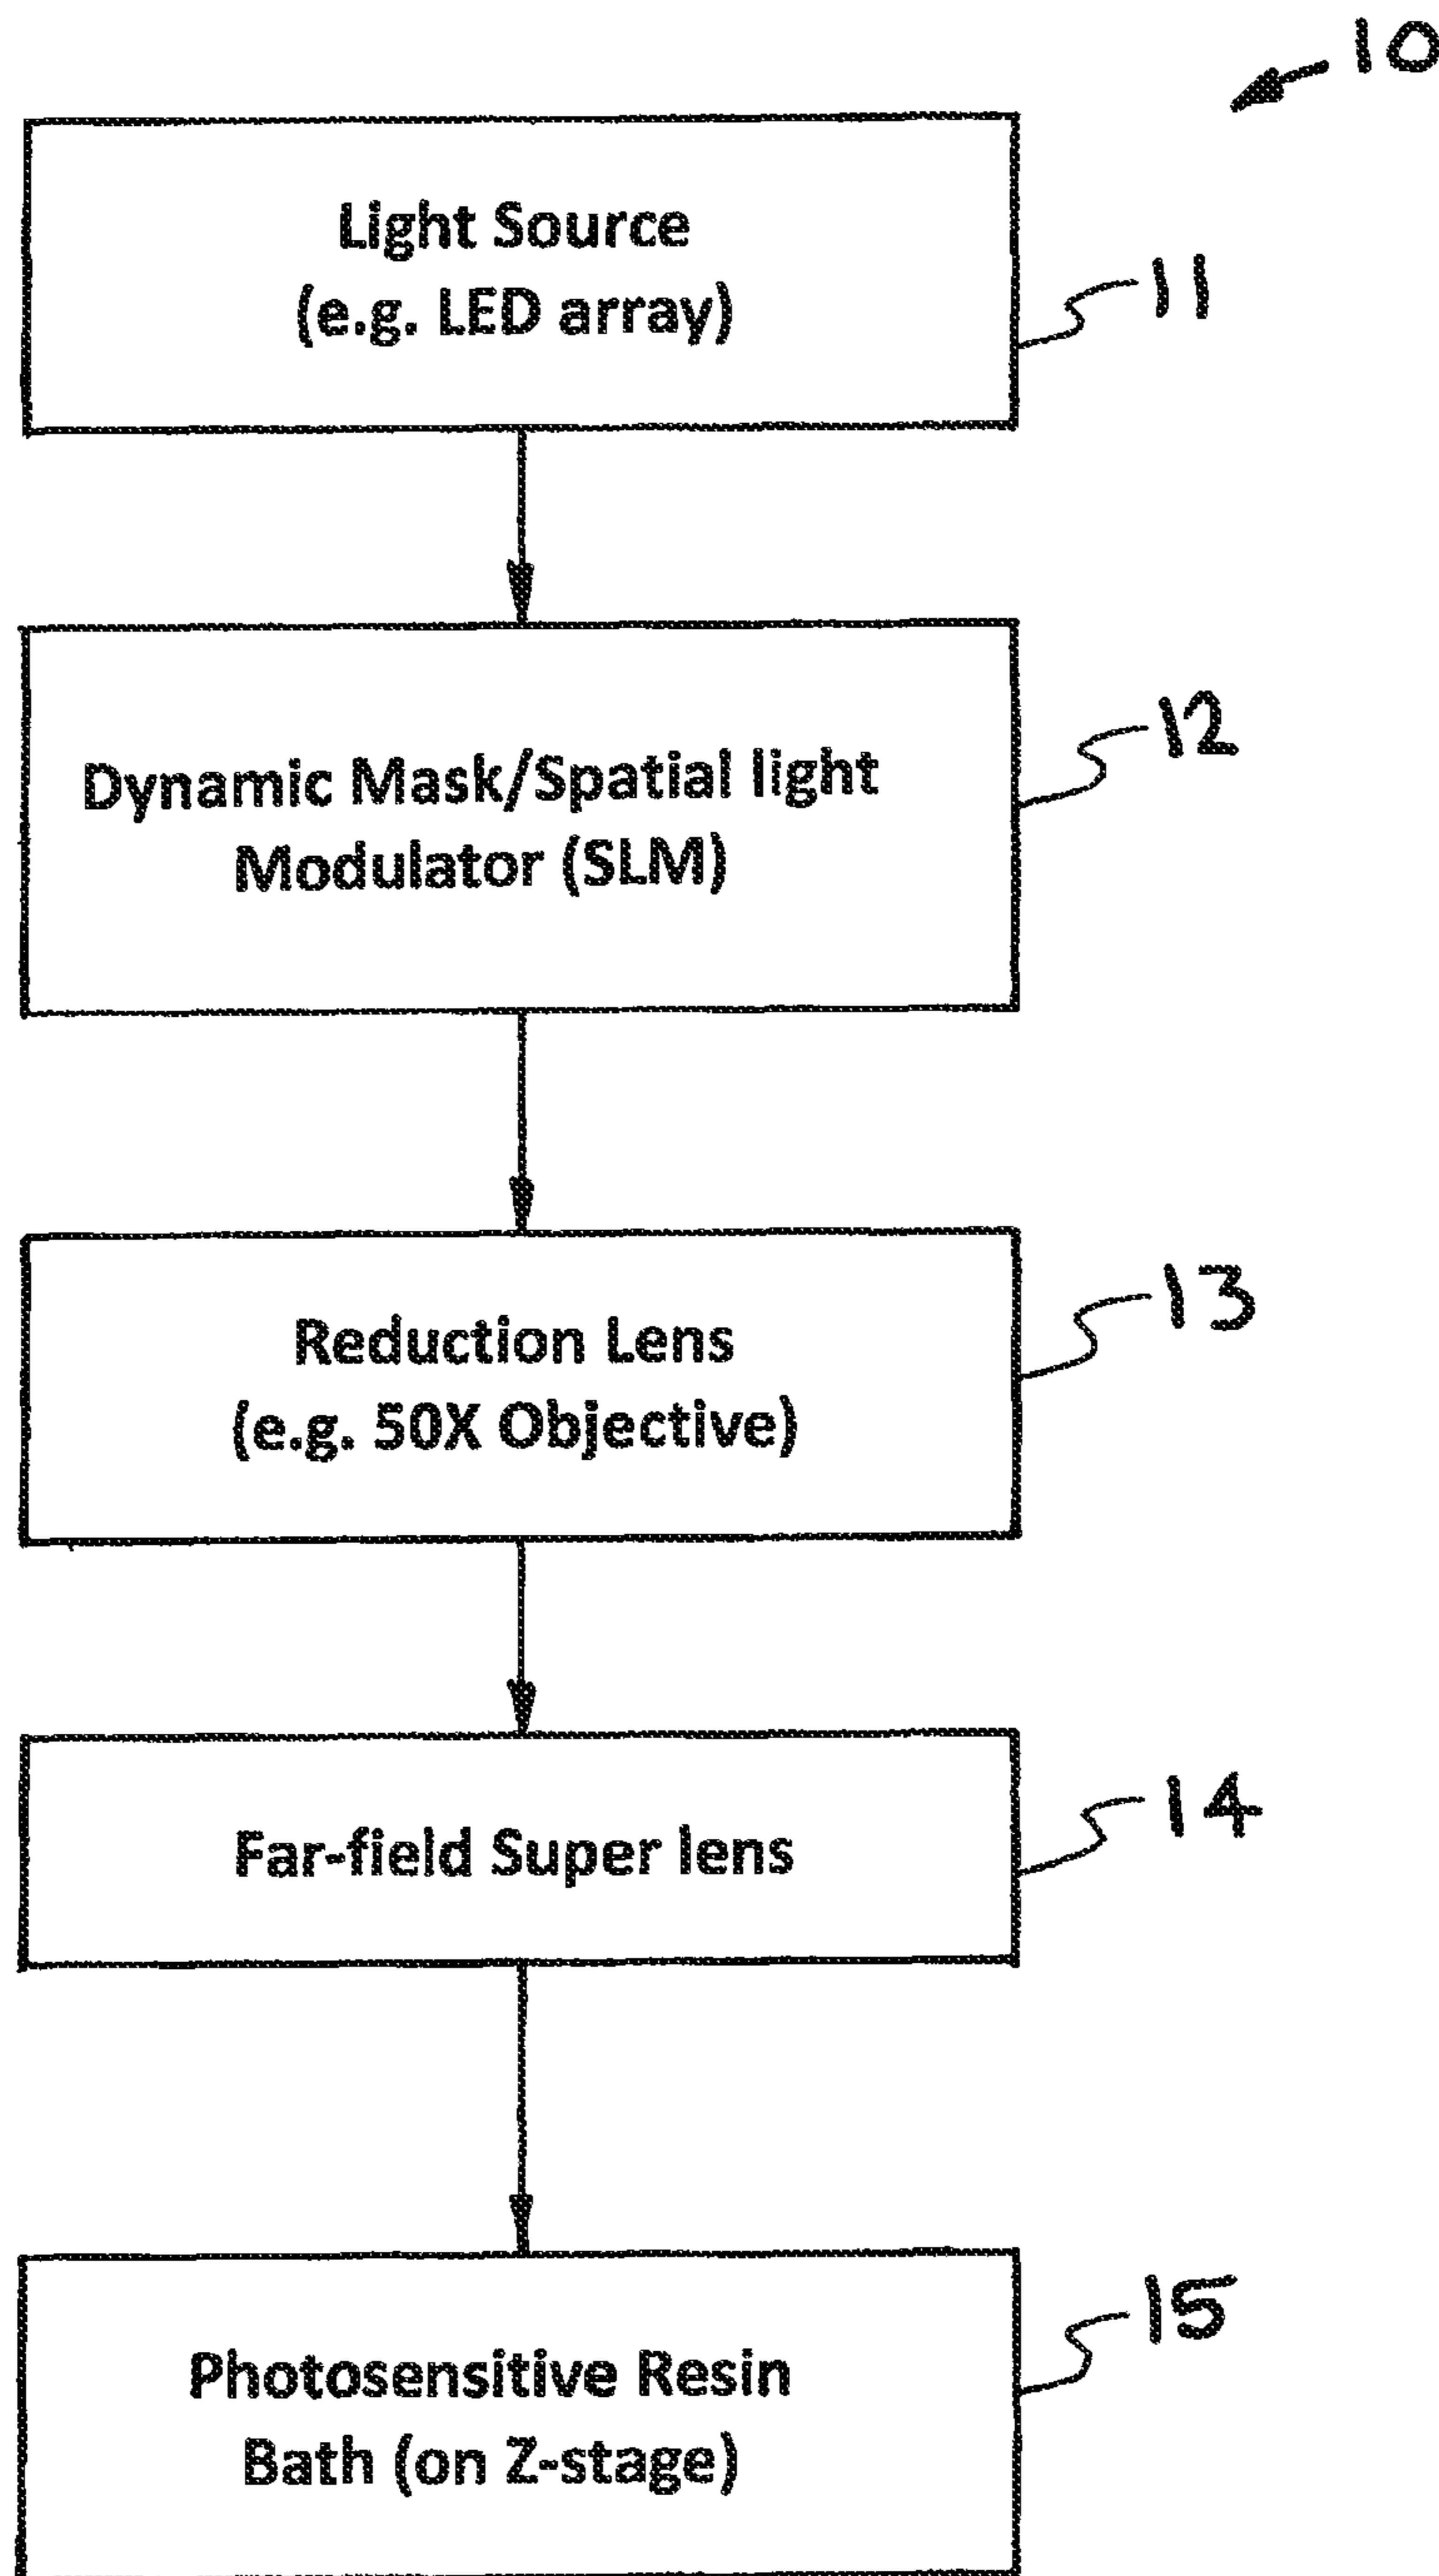 10
Light Source
(e.g. LED array)
11
Dynamic Mask/Spatial light
Modulator (SLM)
12
Reduction Lens
(e.g. 50X Objective)
13
Far-field Super lens
14
Photosensitive Resin
Bath (on Z-stage)
15